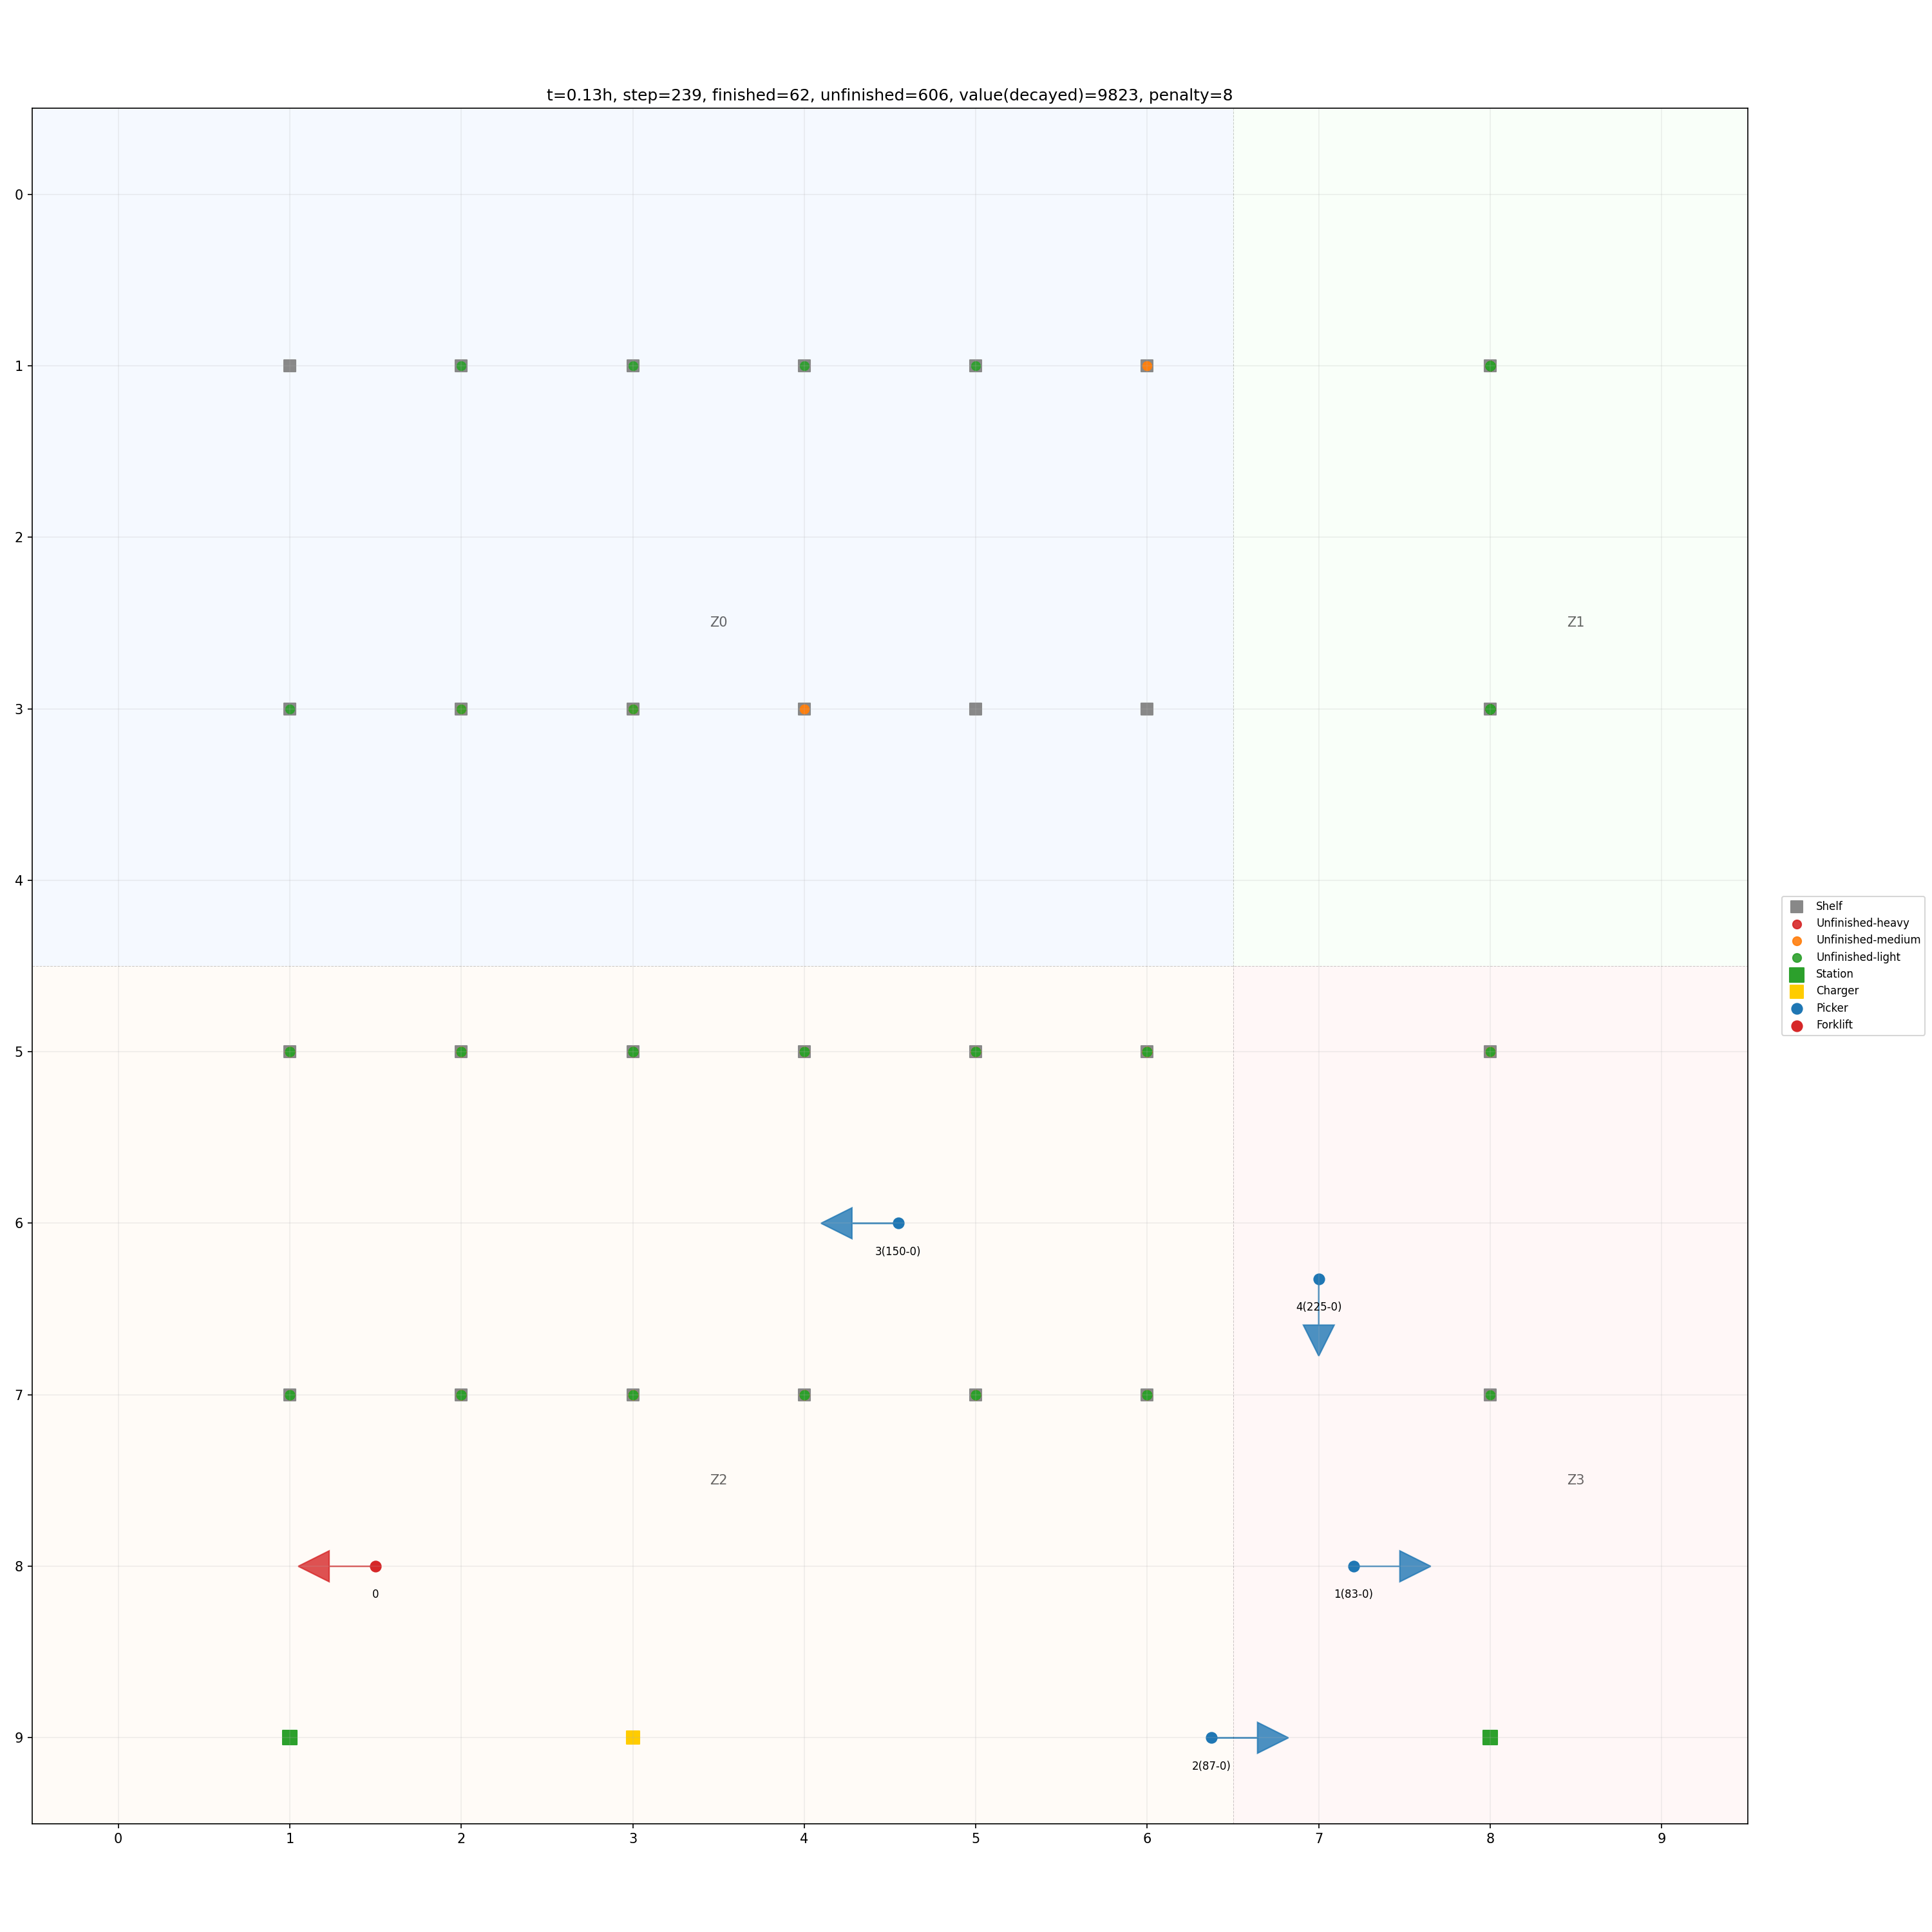 t=0.13h, step=239, finished=62, unfinished=606, value(decayed)=9823, penalty=8
0
1
2
Z0
Z1
3
4
Shelf
Unfinished-heavy
Unfinished-medium
Unfinished-light
Station
Charger
Picker
Forklift
5
6
3(150-0)
4(225-0)
7
Z2
Z3
8
0
1(83-0)
9
2(87-0)
0 1 2 3 4 5 6 7 8 9